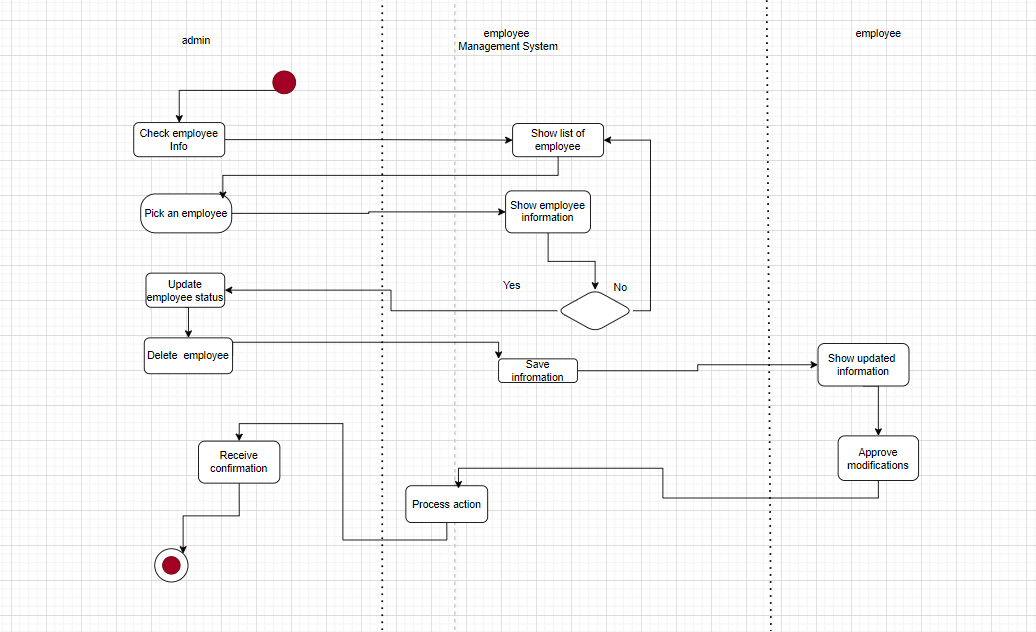 admin
employee
Management System
employee
Check employee
Info
Show list of
employee
Pick an employee
Show employee
information
Update
employee status
Yes
No
Delete employee
Save
infromation
Show updated
information
Receive
confirmation
Approve
modifications
Process action